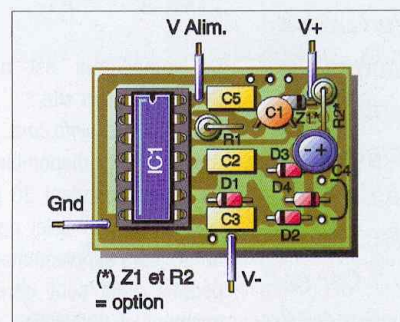 V Alim.
V+
C5
C1
Z1*
R2*
R1
IC1
C2
D3
- +
C4
D1
D4
Gnd
C3
D2
V-
(*) Z1 et R2
= option